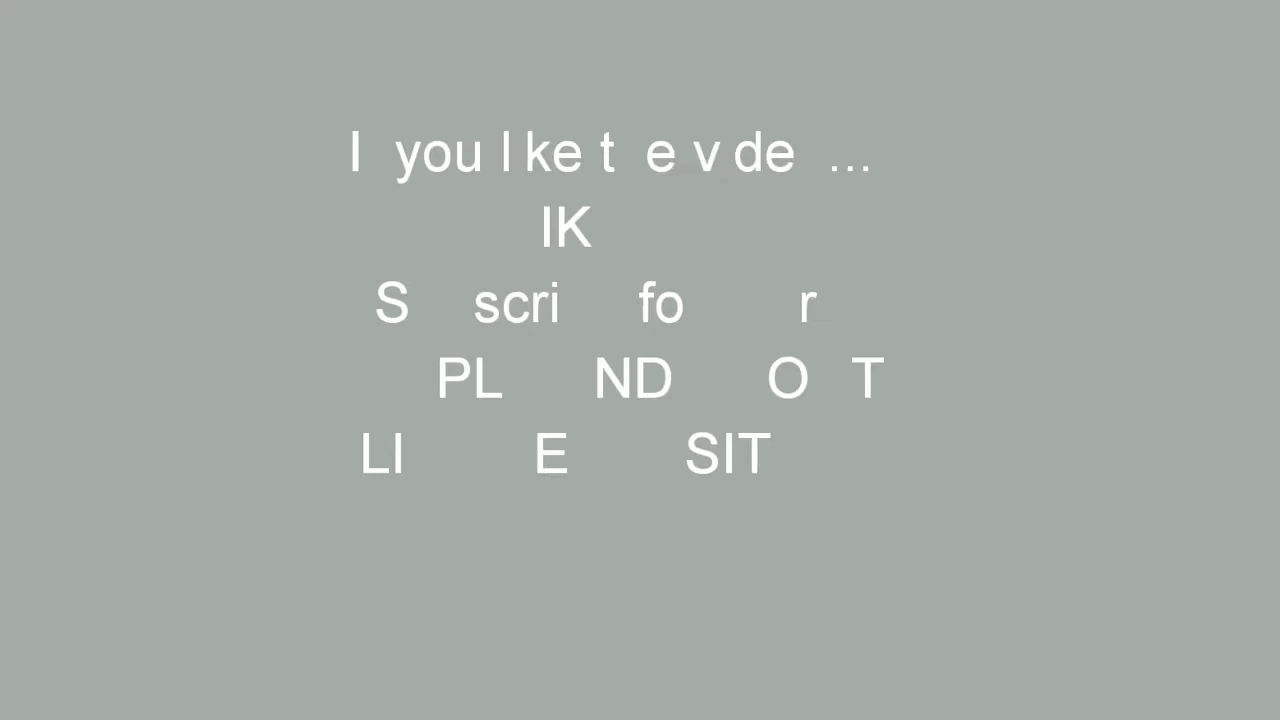 I you l ke t e v de ...
IK
S scri fo r
PL ND O T
LI E SIT